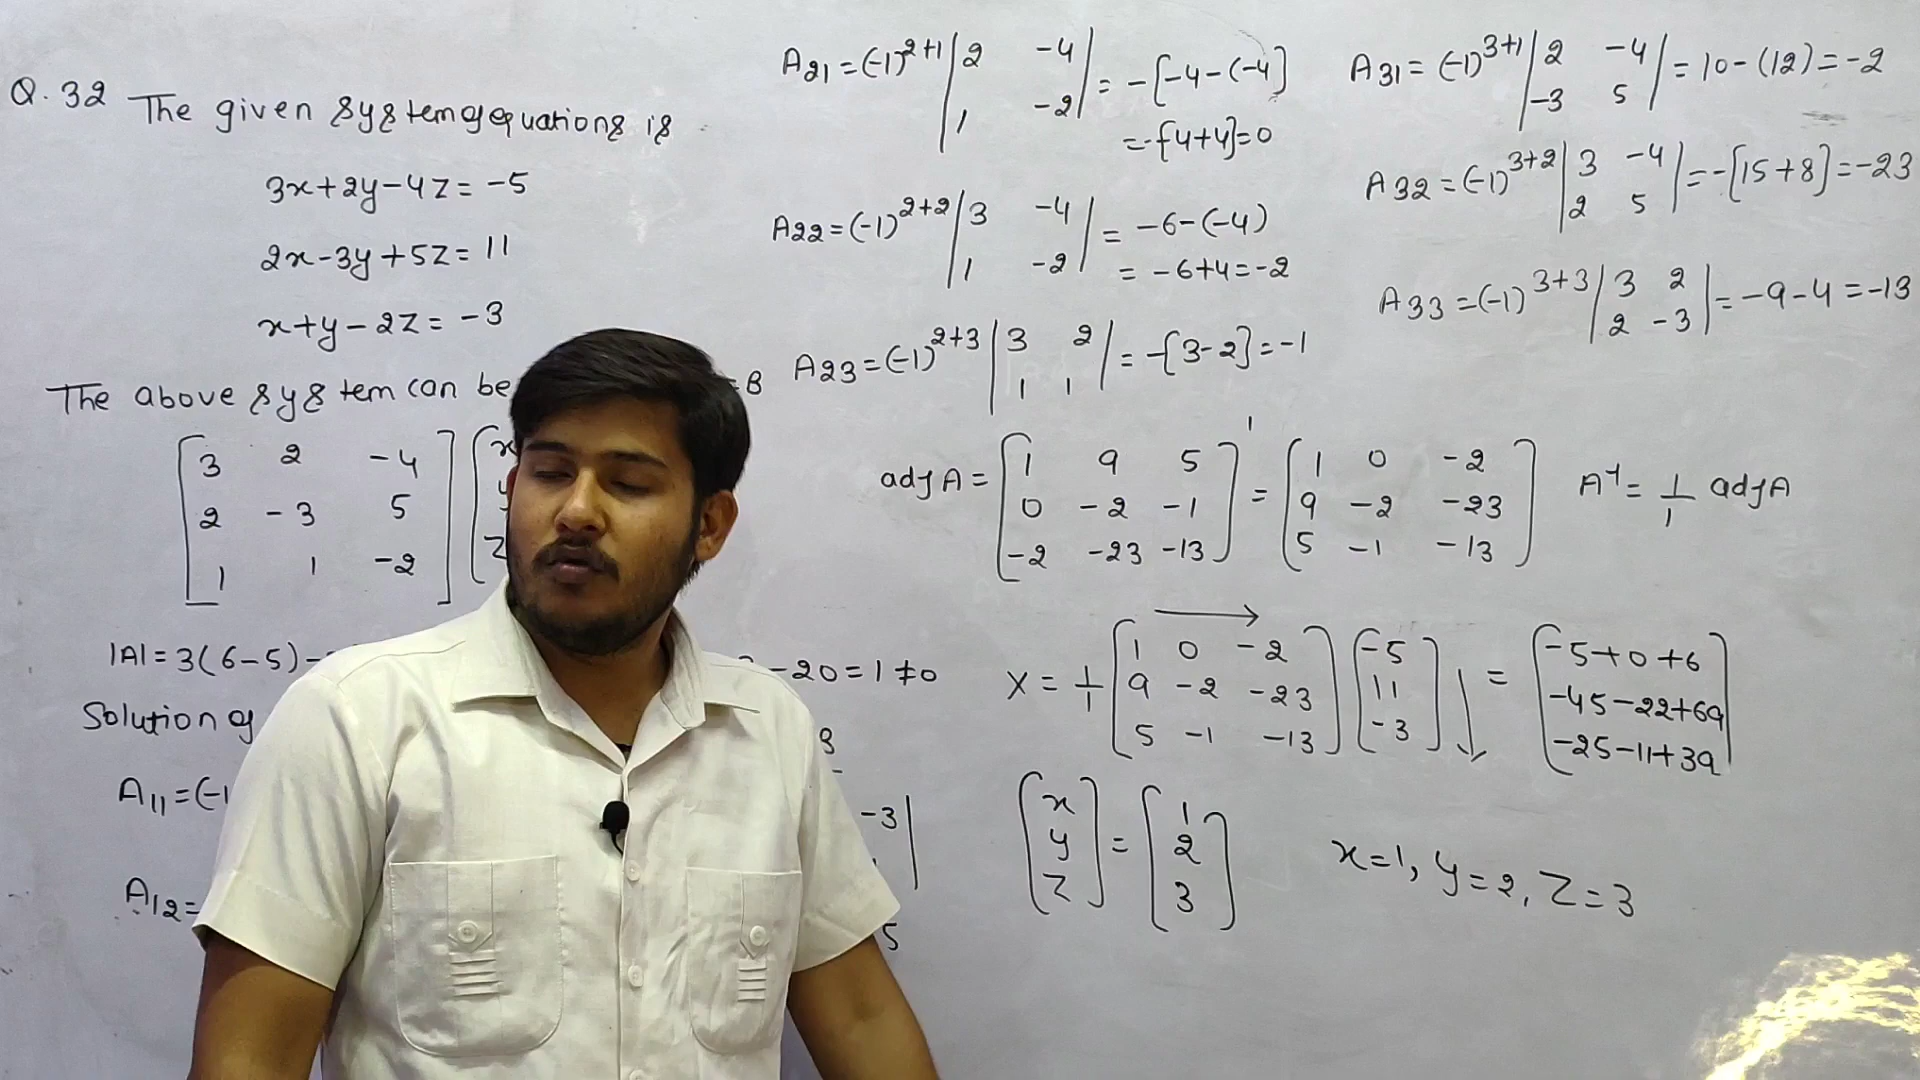 Q. 32 The given system of equations is
3x+2y-4z=-5
2x-3y+5z=11
x+y-2z=-3
The above system can be
=B
[3 2 -4] [x
[2 -3 5] y
[1 1 -2] z
|A|=3(6-5)-
-20=1≠0
Solution of
B
A11=(-1
-3|
A12=
5
A21=(-1)^2+1 |2 -4| = -[-4-(-4]
|1 -2|
=-[4+4]=0
A22=(-1)^2+2 |3 -4| = -6-(-4)
|1 -2| = -6+4=-2
A23=(-1)^2+3 |3 2| = -[3-2]=-1
|1 1|
A31=(-1)^3+1 |2 -4| = 10-(12)=-2
|-3 5|
A32=(-1)^3+2 |3 -4| =-[15+8]=-23
|2 5|
A33=(-1)^3+3 |3 2| =-9-4=-13
|2 -3|
adjA= [1 9 5]' = [1 0 -2] A^-1= 1/1 adjA
[0 -2 -1] [9 -2 -23]
[-2 -23 -13] [5 -1 -13]
X= 1/1 [1 0 -2] [-5] = [-5+0+6]
[9 -2 -23] [11] [-45-22+69]
[5 -1 -13] [-3] [-25-11+39]
[x] = [1]
[y] [2]
[z] [3]
x=1, y=2, z=3